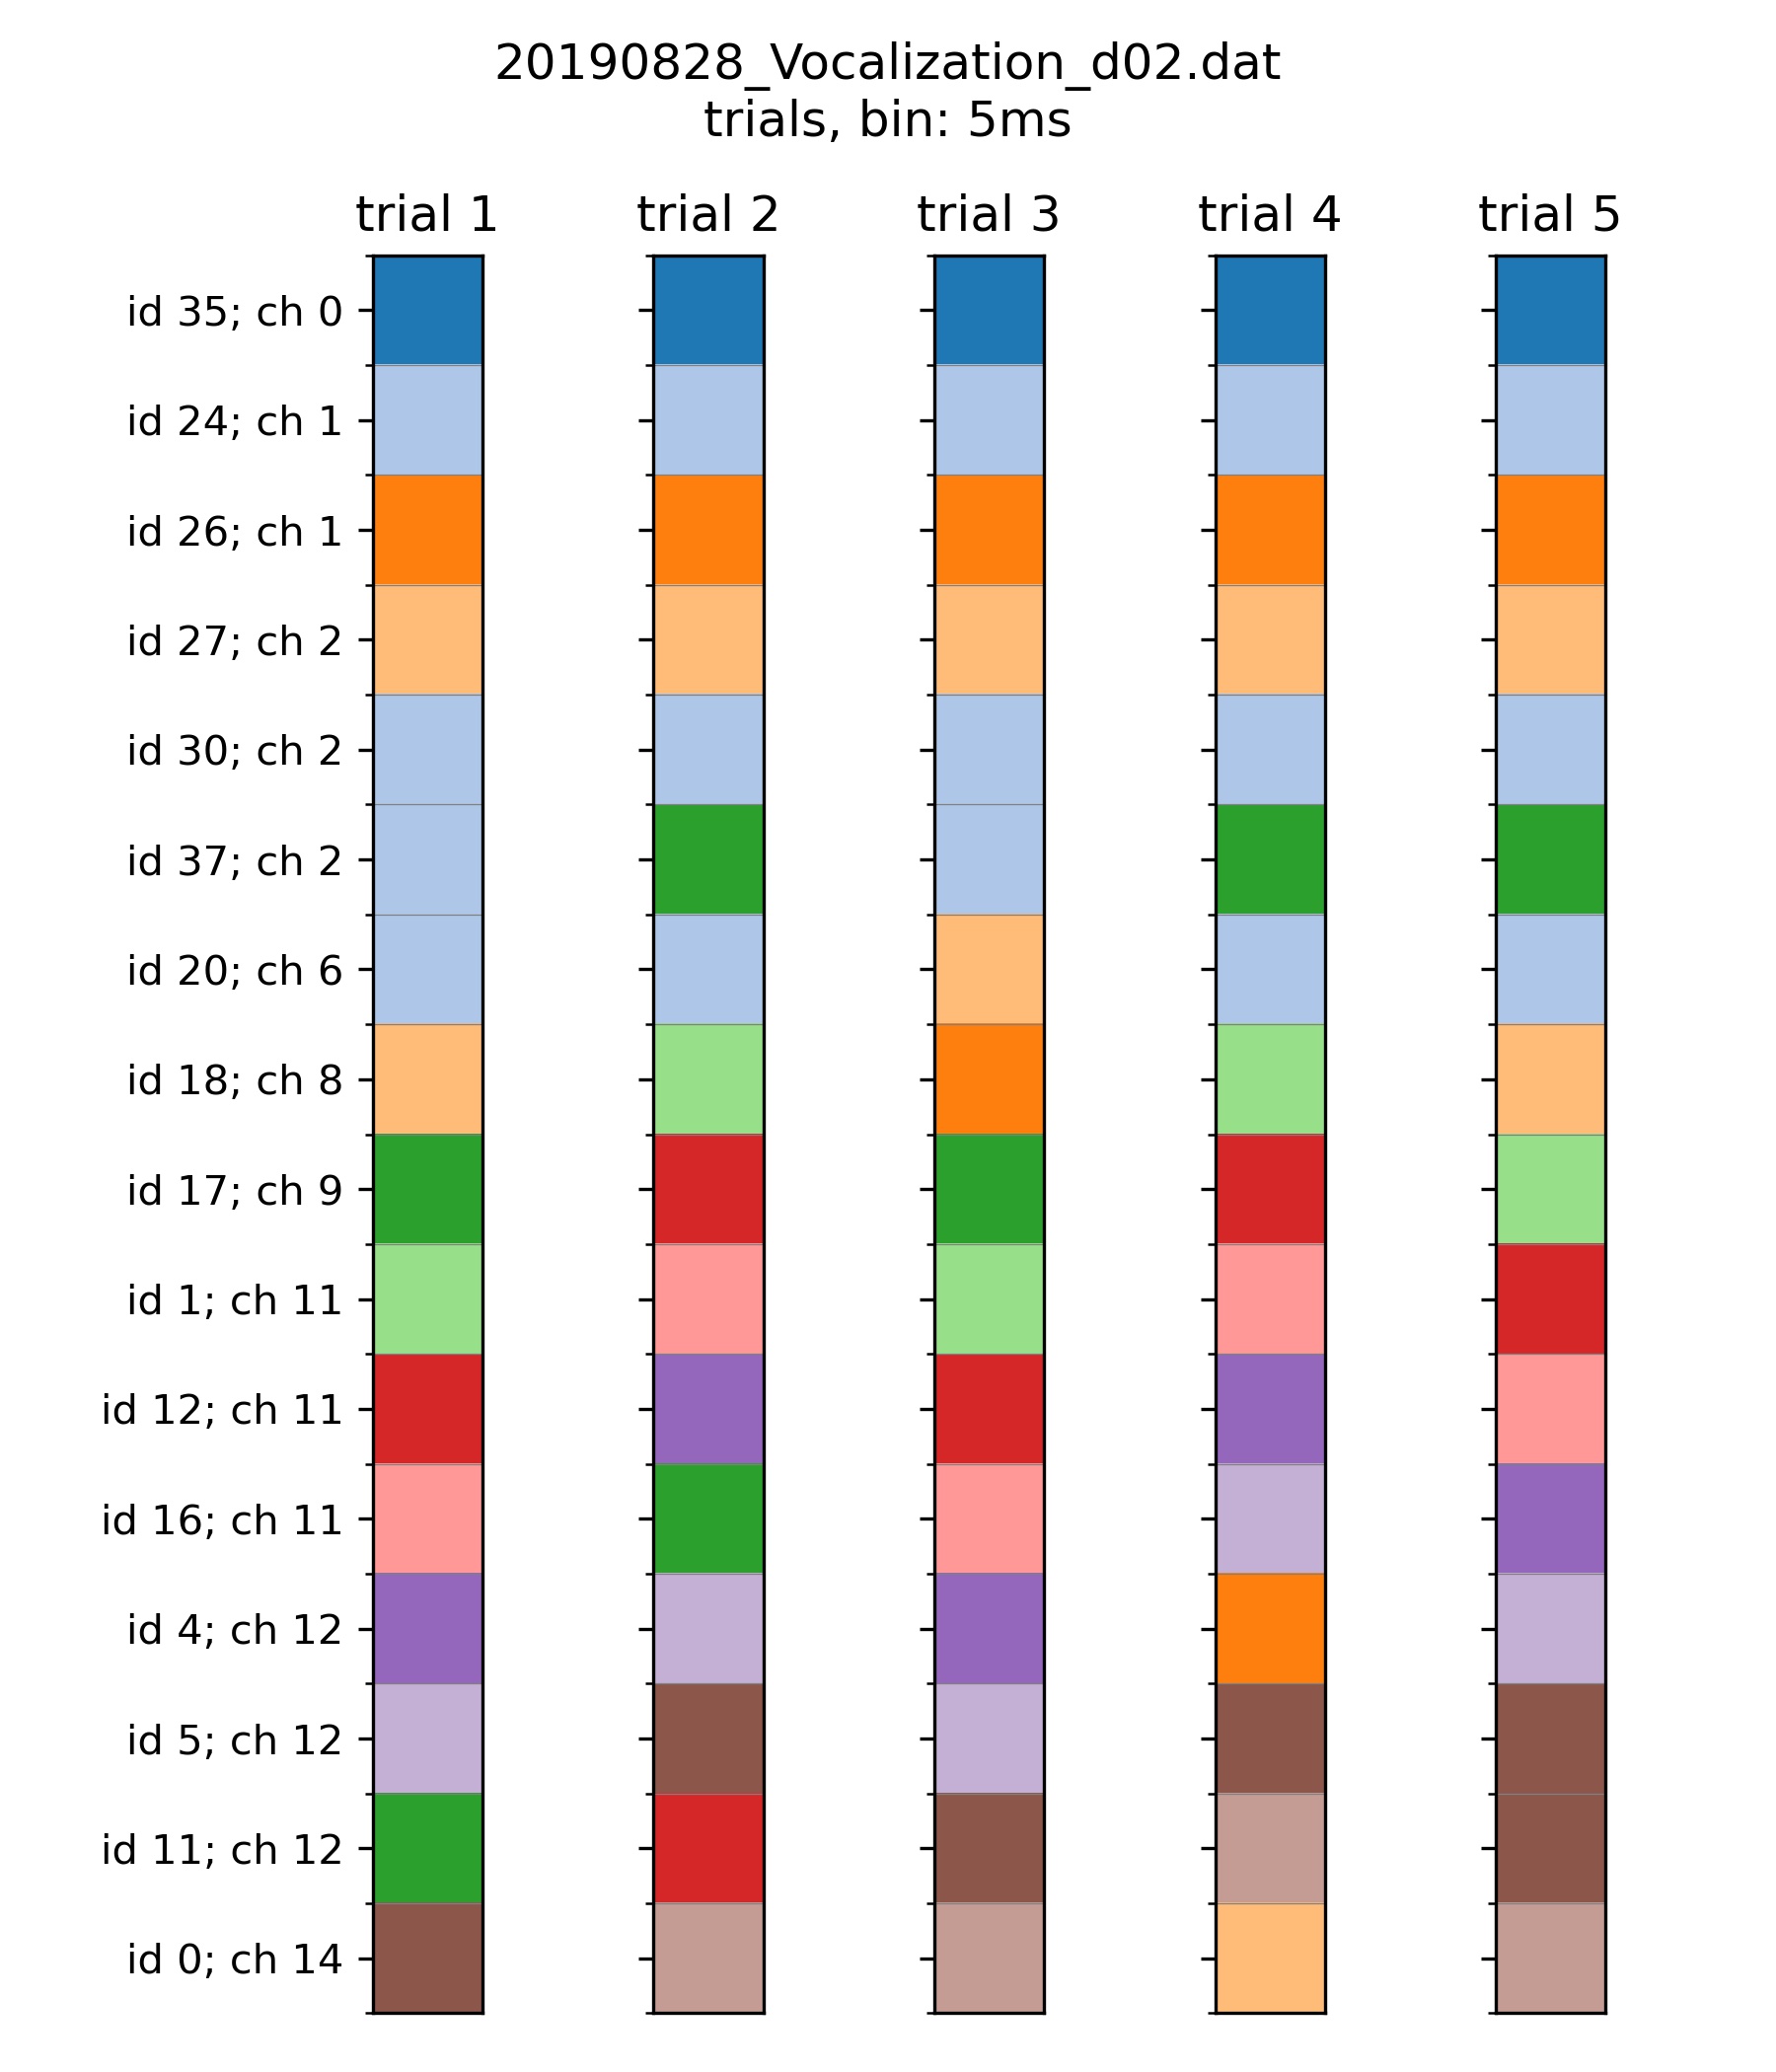 20190828_Vocalization_d02.dat
trials, bin: 5ms
trial 1 trial 2 trial 3 trial 4 trial 5
id 35; ch 0
id 24; ch 1
id 26; ch 1
id 27; ch 2
id 30; ch 2
id 37; ch 2
id 20; ch 6
id 18; ch 8
id 17; ch 9
id 1; ch 11
id 12; ch 11
id 16; ch 11
id 4; ch 12
id 5; ch 12
id 11; ch 12
id 0; ch 14